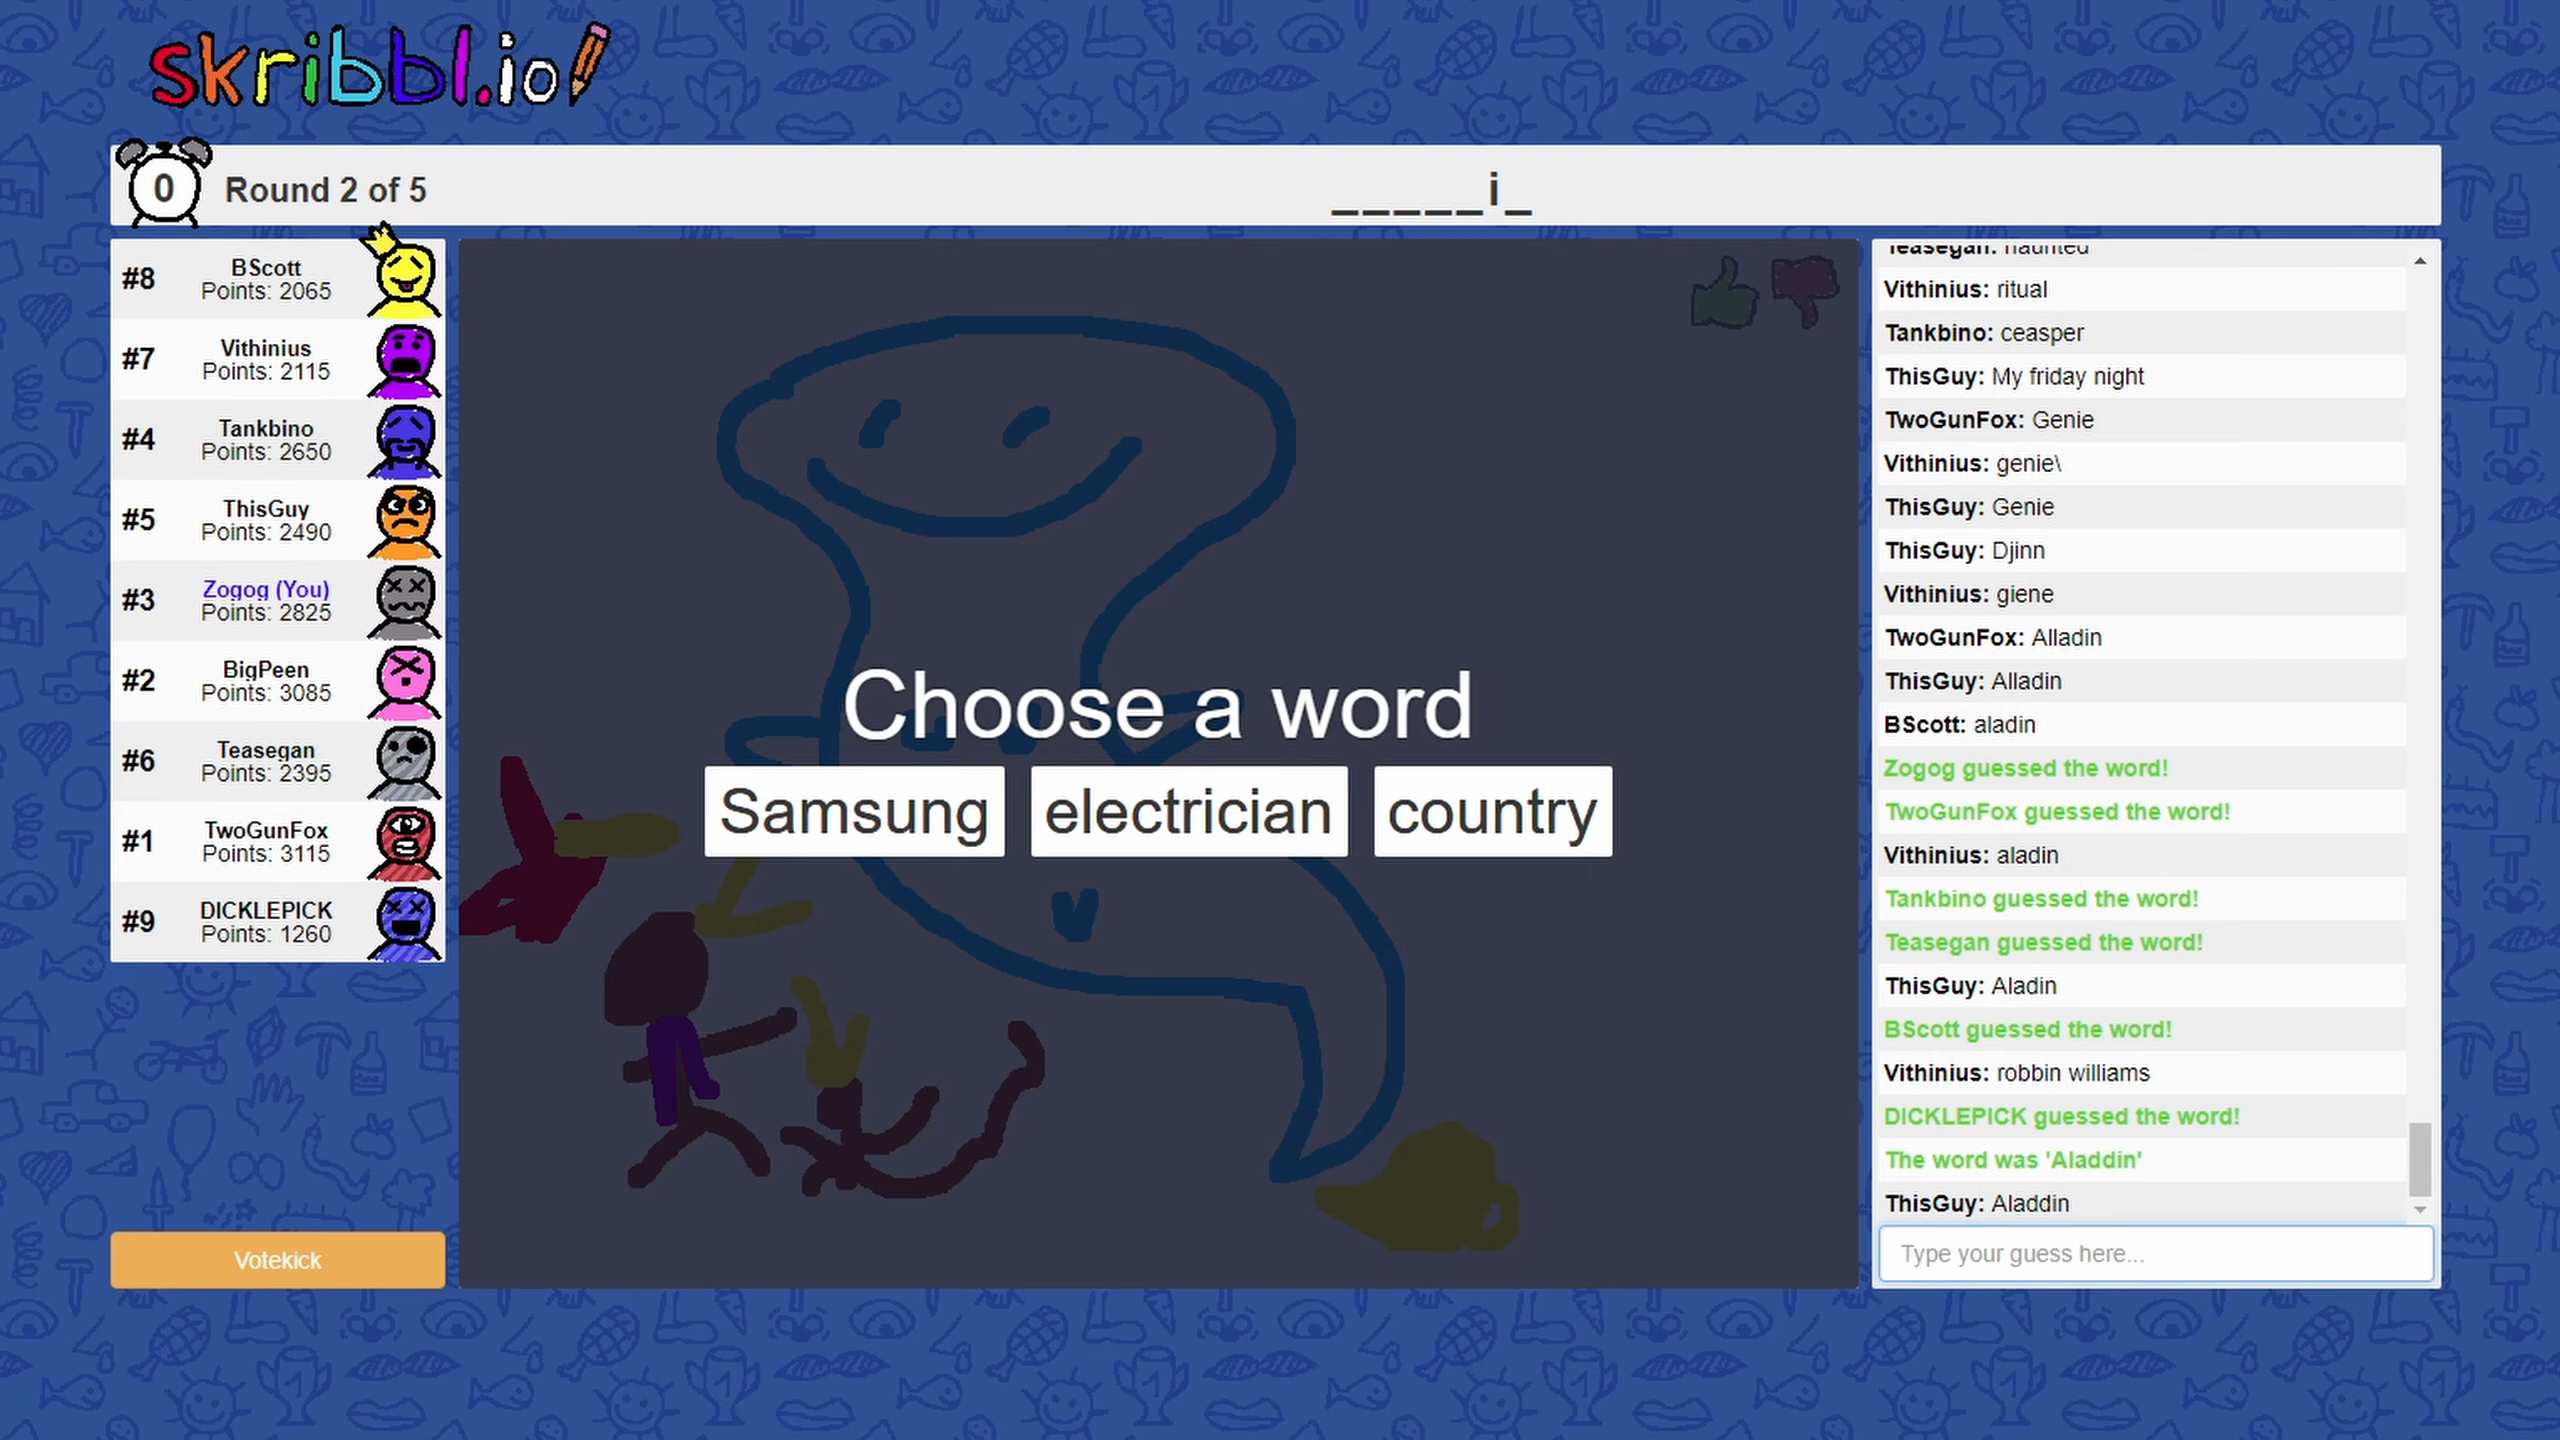 skribbl.io
0
Round 2 of 5
_____i_
#8
BScott
Points: 2065
#7
Vithinius
Points: 2115
#4
Tankbino
Points: 2650
#5
ThisGuy
Points: 2490
#3
Zogog (You)
Points: 2825
#2
BigPeen
Points: 3085
#6
Teasegan
Points: 2395
#1
TwoGunFox
Points: 3115
#9
DICKLEPICK
Points: 1260
Votekick
Choose a word
Samsung
electrician
country
Teasegan: haunted
Vithinius: ritual
Tankbino: ceasper
ThisGuy: My friday night
TwoGunFox: Genie
Vithinius: genie\
ThisGuy: Genie
ThisGuy: Djinn
Vithinius: giene
TwoGunFox: Alladin
ThisGuy: Alladin
BScott: aladin
Zogog guessed the word!
TwoGunFox guessed the word!
Vithinius: aladin
Tankbino guessed the word!
Teasegan guessed the word!
ThisGuy: Aladin
BScott guessed the word!
Vithinius: robbin williams
DICKLEPICK guessed the word!
The word was 'Aladdin'
ThisGuy: Aladdin
Type your guess here...